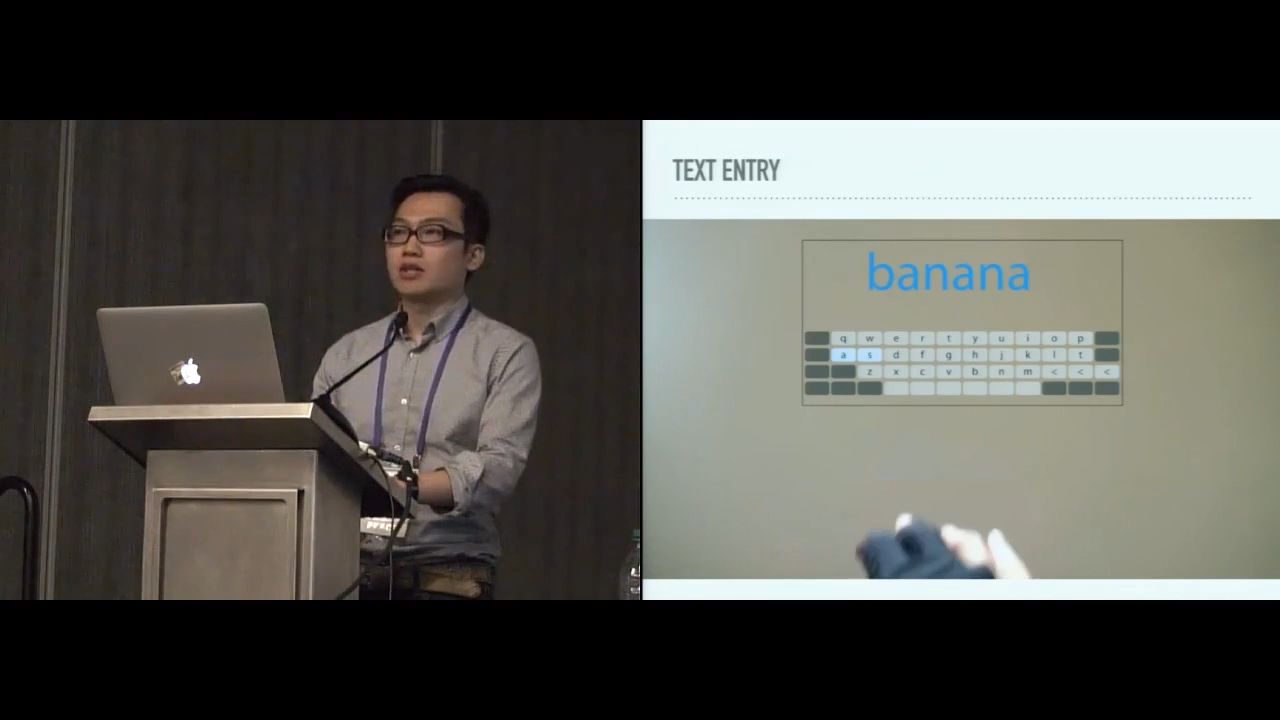 TEXT ENTRY
banana
q w e r t y u i o p
a s d f g h j k l t
z x c v b n m < < <